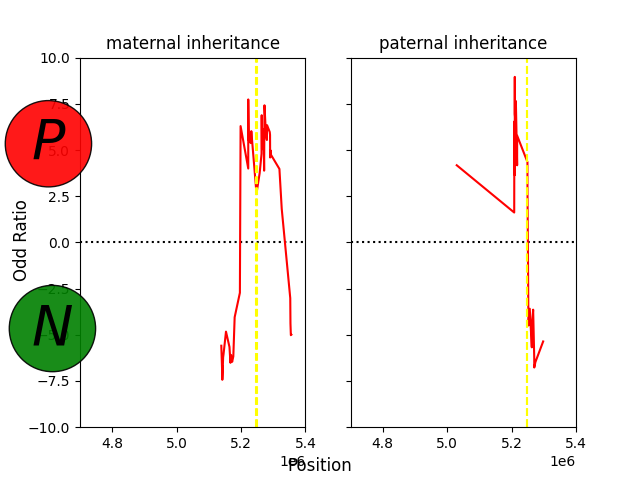 maternal inheritance paternal inheritance
10.0
7.5
P
5.0
2.5
Odd Ratio
0.0
−2.5
N
−7.5
−10.0
4.8 5.0 5.2 5.4 4.8 5.0 5.2 5.4
1e6 1e6
Position